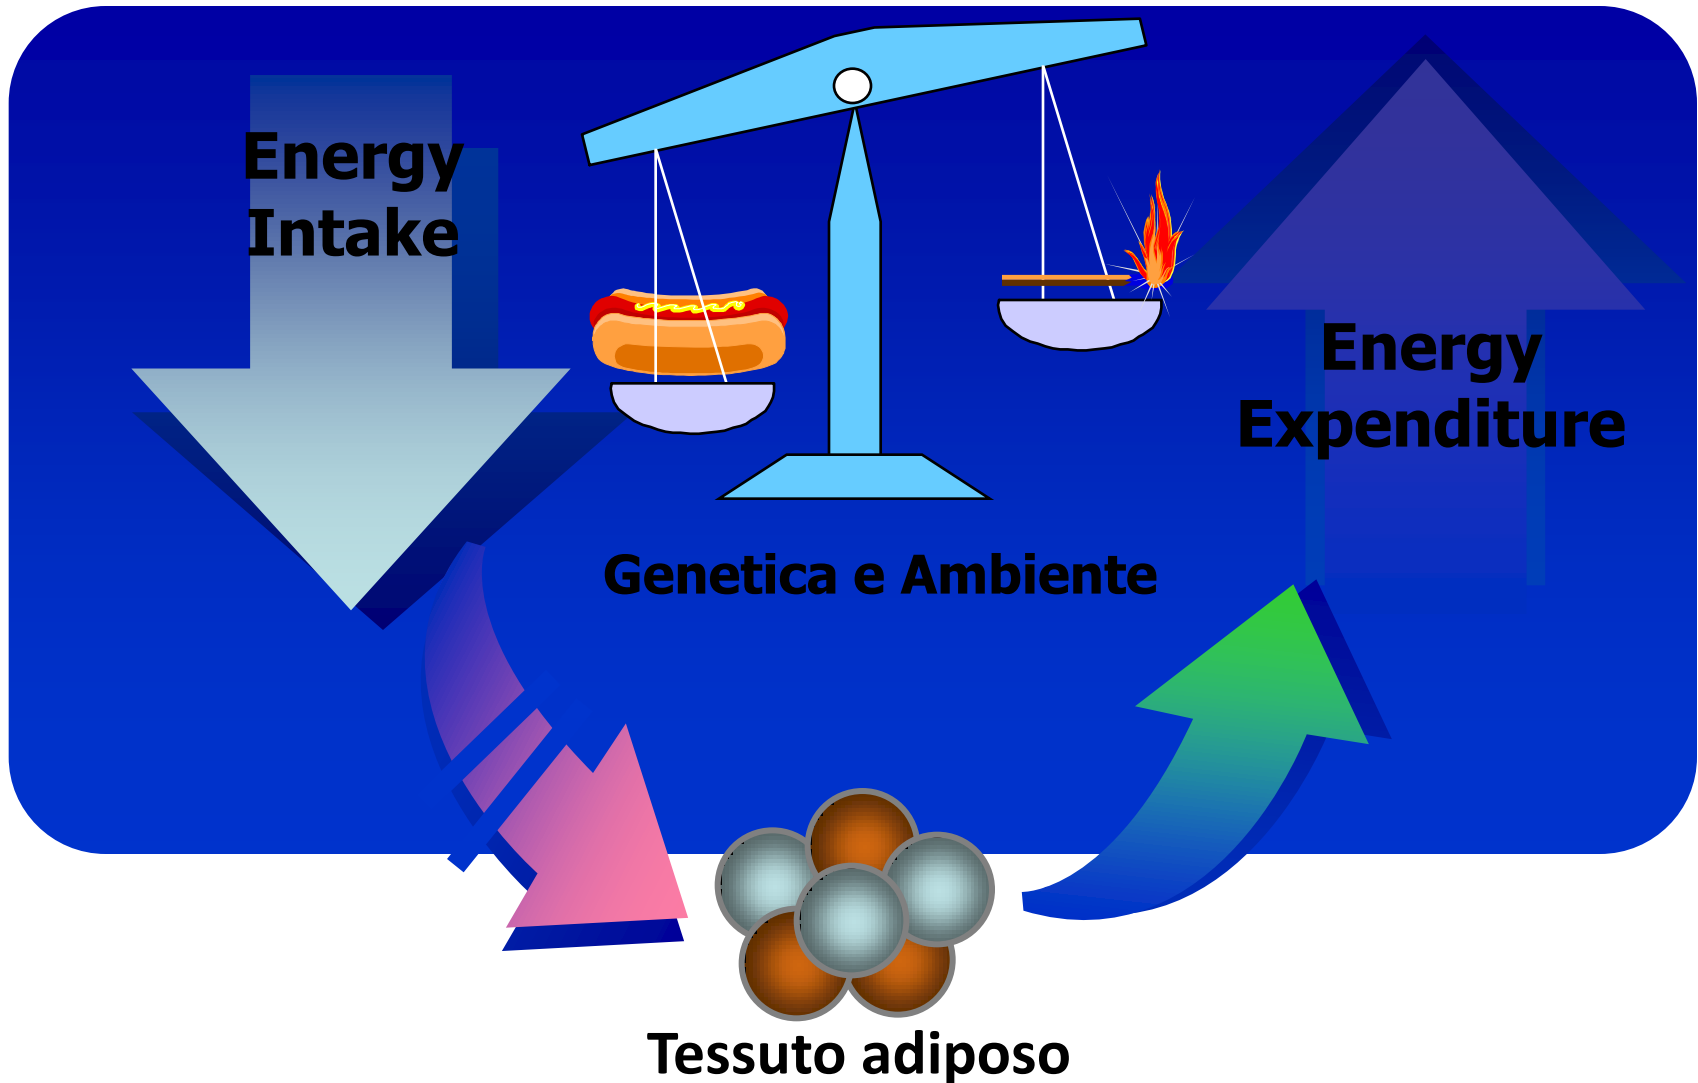 Energy
Intake
Energy
Expenditure
Genetica e Ambiente
Tessuto adiposo